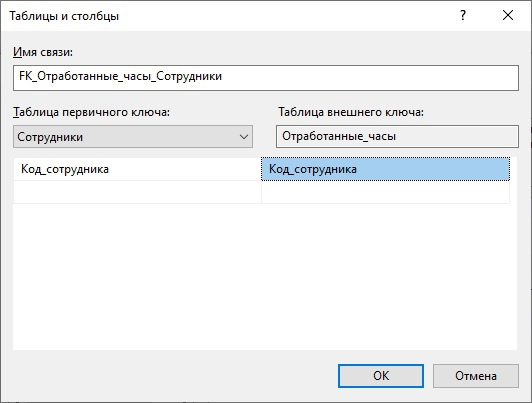 Таблицы и столбцы ?
Имя связи:
FK_Отработанные_часы_Сотрудники
Таблица первичного ключа: Таблица внешнего ключа:
Сотрудники Отработанные_часы
Код_сотрудника Код_сотрудника
OK Отмена